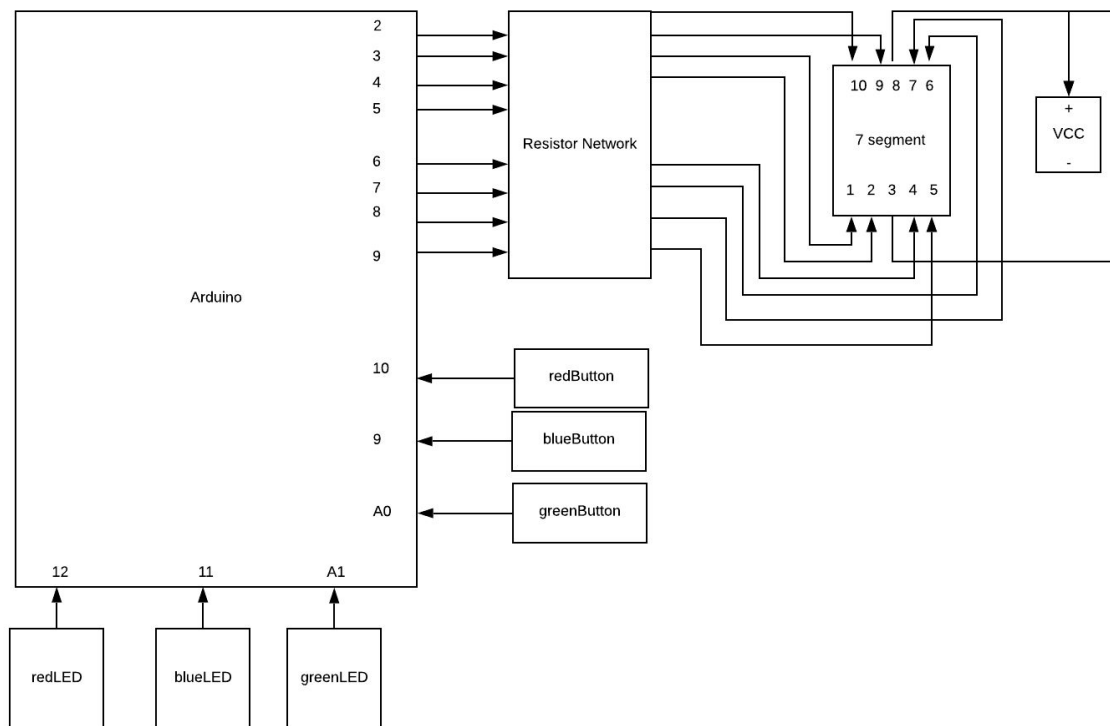 2
3
4
5
6
7
8
9
Arduino
10
9
A0
12 11 A1
Resistor Network
10 9 8 7 6
7 segment
1 2 3 4 5
+
VCC
-
redButton
blueButton
greenButton
redLED
blueLED
greenLED